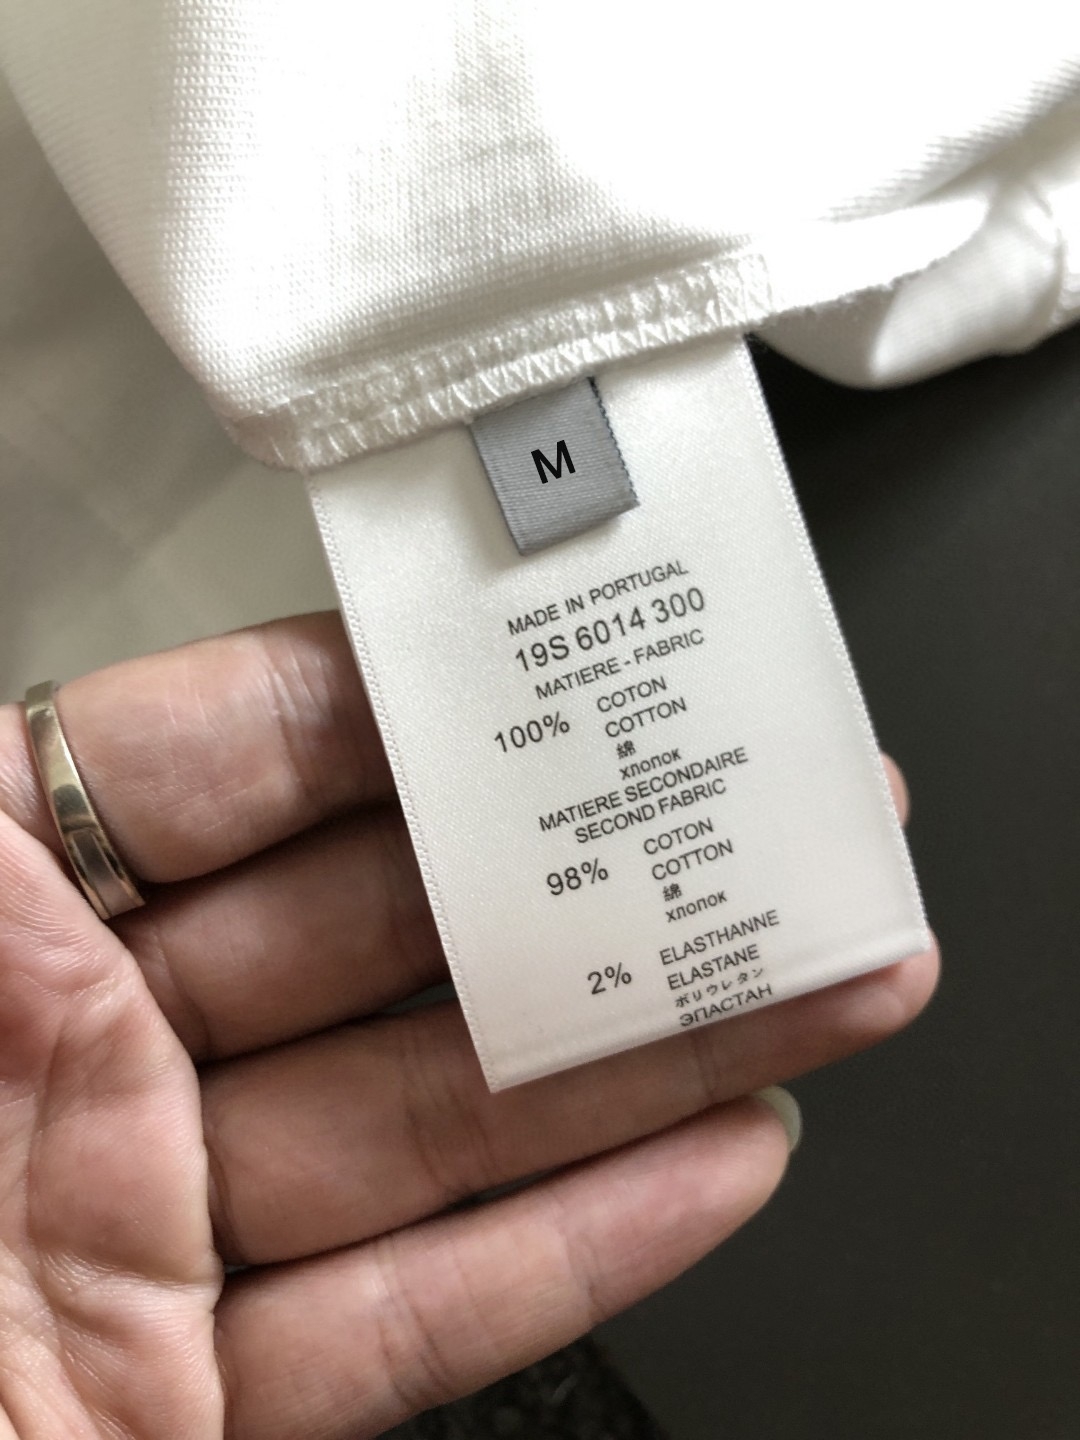 M
MADE IN PORTUGAL
19S 6014 300
MATIERE - FABRIC
100% COTON
COTTON
綿
хлопок
MATIERE SECONDAIRE
SECOND FABRIC
98% COTON
COTTON
綿
хлопок
2% ELASTHANNE
ELASTANE
ポリウレタン
ЭПАСТАН